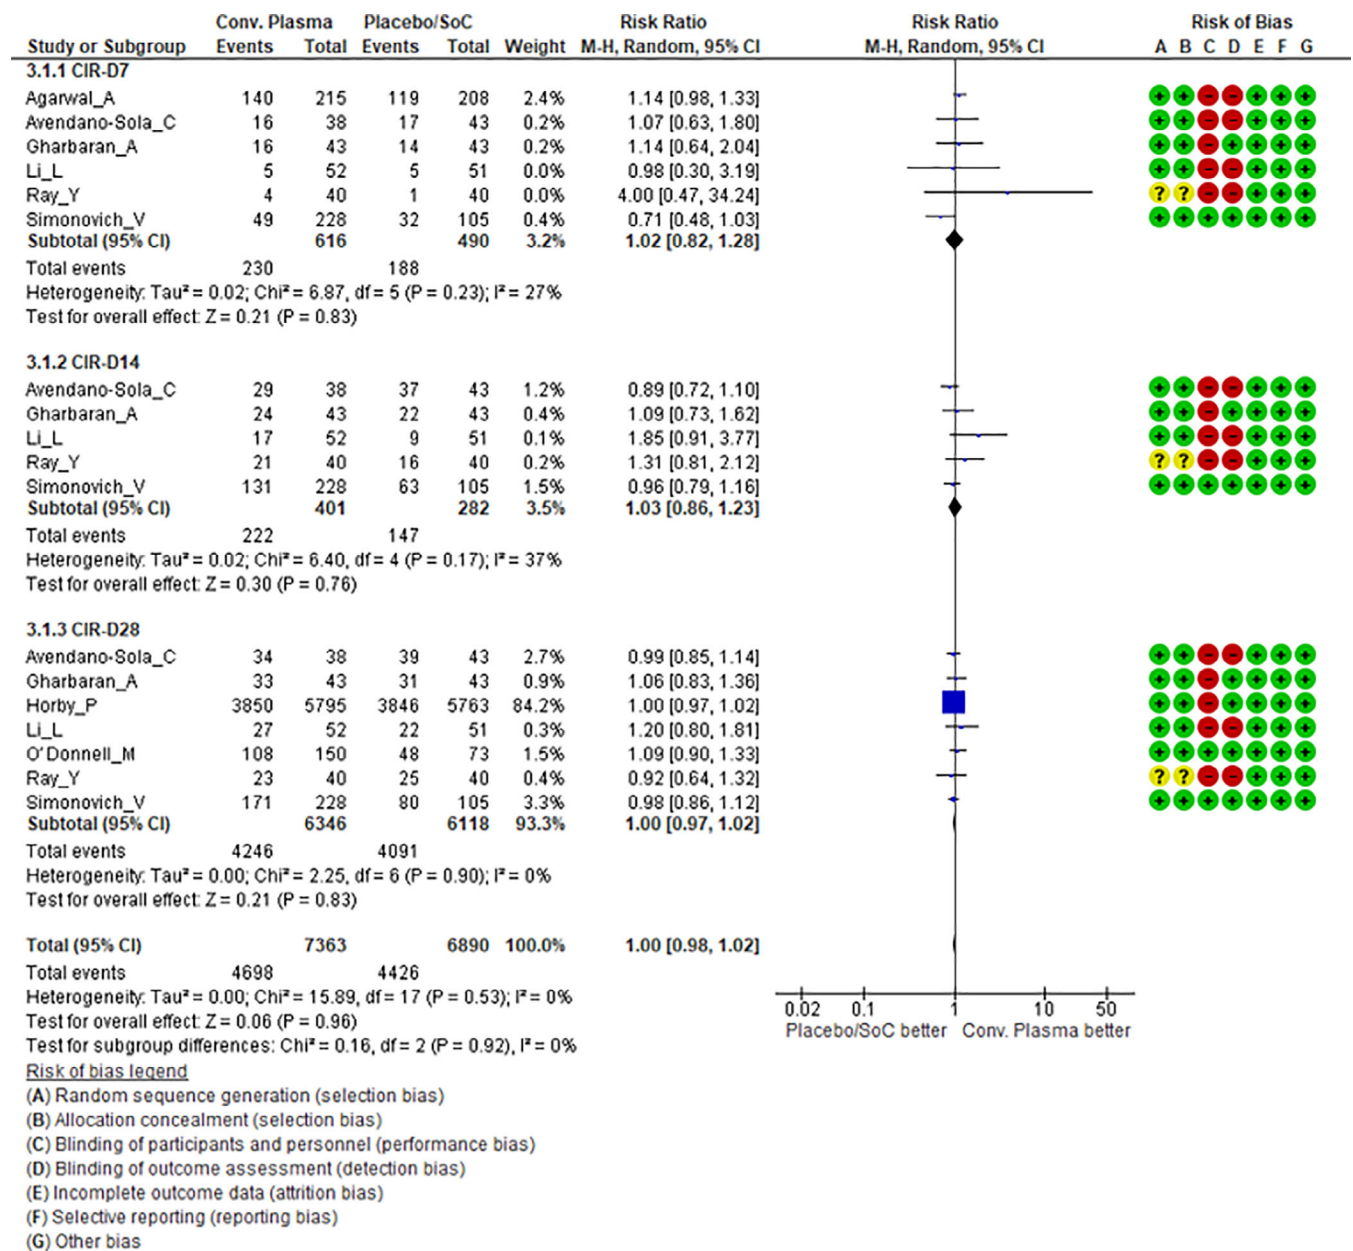 Conv. Plasma Placebo/SoC Risk Ratio Risk Ratio Risk of Bias
Study or Subgroup Events Total Events Total Weight M-H, Random, 95% CI M-H, Random, 95% CI A B C D E F G
3.1.1 CIR-D7
Agarwal_A 140 215 119 208 2.4% 1.14 [0.98, 1.33] + + - - + + +
Avendano-Sola_C 16 38 17 43 0.2% 1.07 [0.63, 1.80] + + - - + + +
Gharbaran_A 16 43 14 43 0.2% 1.14 [0.64, 2.04] + + - + + + +
Li_L 5 52 5 51 0.0% 0.98 [0.30, 3.19] + + - - + + +
Ray_Y 4 40 1 40 0.0% 4.00 [0.47, 34.24] ? ? - - + + +
Simonovich_V 49 228 32 105 0.4% 0.71 [0.48, 1.03] + + + + + + +
Subtotal (95% CI) 616 490 3.2% 1.02 [0.82, 1.28]
Total events 230 188
Heterogeneity: Tau² = 0.02; Chi² = 6.87, df = 5 (P = 0.23); I² = 27%
Test for overall effect: Z = 0.21 (P = 0.83)
3.1.2 CIR-D14
Avendano-Sola_C 29 38 37 43 1.2% 0.89 [0.72, 1.10] + + - - + + +
Gharbaran_A 24 43 22 43 0.4% 1.09 [0.73, 1.62] + + - + + + +
Li_L 17 52 9 51 0.1% 1.85 [0.91, 3.77] + + - - + + +
Ray_Y 21 40 16 40 0.2% 1.31 [0.81, 2.12] ? ? - - + + +
Simonovich_V 131 228 63 105 1.5% 0.96 [0.79, 1.16] + + + + + + +
Subtotal (95% CI) 401 282 3.5% 1.03 [0.86, 1.23]
Total events 222 147
Heterogeneity: Tau² = 0.02; Chi² = 6.40, df = 4 (P = 0.17); I² = 37%
Test for overall effect: Z = 0.30 (P = 0.76)
3.1.3 CIR-D28
Avendano-Sola_C 34 38 39 43 2.7% 0.99 [0.85, 1.14] + + - - + + +
Gharbaran_A 33 43 31 43 0.9% 1.06 [0.83, 1.36] + + - + + + +
Horby_P 3850 5795 3846 5763 84.2% 1.00 [0.97, 1.02] + + - + + + +
Li_L 27 52 22 51 0.3% 1.20 [0.80, 1.81] + + - - + + +
O'Donnell_M 108 150 48 73 1.5% 1.09 [0.90, 1.33] + + + + + + +
Ray_Y 23 40 25 40 0.4% 0.92 [0.64, 1.32] ? ? - - + + +
Simonovich_V 171 228 80 105 3.3% 0.98 [0.86, 1.12] + + + + + + +
Subtotal (95% CI) 6346 6118 93.3% 1.00 [0.97, 1.02]
Total events 4246 4091
Heterogeneity: Tau² = 0.00; Chi² = 2.25, df = 6 (P = 0.90); I² = 0%
Test for overall effect: Z = 0.21 (P = 0.83)
Total (95% CI) 7363 6890 100.0% 1.00 [0.98, 1.02]
Total events 4698 4426
Heterogeneity: Tau² = 0.00; Chi² = 15.89, df = 17 (P = 0.53); I² = 0%
Test for overall effect: Z = 0.06 (P = 0.96)
Test for subgroup differences: Chi² = 0.16, df = 2 (P = 0.92), I² = 0%
0.02 0.1 1 10 50
Placebo/SoC better Conv. Plasma better
Risk of bias legend
(A) Random sequence generation (selection bias)
(B) Allocation concealment (selection bias)
(C) Blinding of participants and personnel (performance bias)
(D) Blinding of outcome assessment (detection bias)
(E) Incomplete outcome data (attrition bias)
(F) Selective reporting (reporting bias)
(G) Other bias